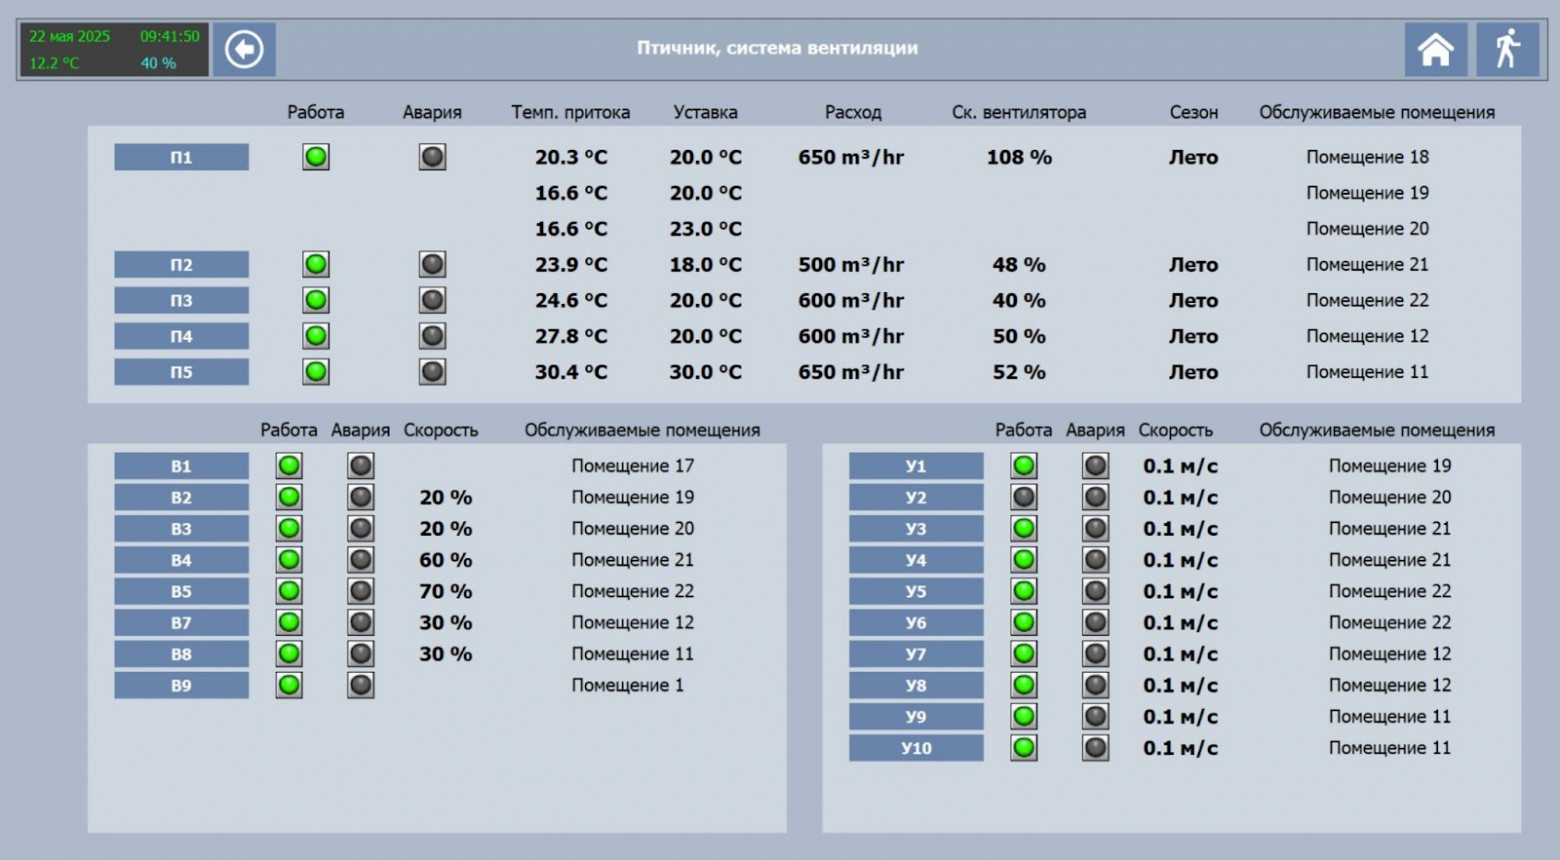 22 мая 2025 09:41:50
12.2 °C 40 %
Птичник, система вентиляции
Работа Авария Темп. притока Уставка Расход Ск. вентилятора Сезон Обслуживаемые помещения
П1 20.3 °C 20.0 °C 650 m³/hr 108 % Лето Помещение 18
16.6 °C 20.0 °C Помещение 19
16.6 °C 23.0 °C Помещение 20
П2 23.9 °C 18.0 °C 500 m³/hr 48 % Лето Помещение 21
П3 24.6 °C 20.0 °C 600 m³/hr 40 % Лето Помещение 22
П4 27.8 °C 20.0 °C 600 m³/hr 50 % Лето Помещение 12
П5 30.4 °C 30.0 °C 650 m³/hr 52 % Лето Помещение 11
Работа Авария Скорость Обслуживаемые помещения
В1 Помещение 17
В2 20 % Помещение 19
В3 20 % Помещение 20
В4 60 % Помещение 21
В5 70 % Помещение 22
В7 30 % Помещение 12
В8 30 % Помещение 11
В9 Помещение 1
Работа Авария Скорость Обслуживаемые помещения
У1 0.1 м/с Помещение 19
У2 0.1 м/с Помещение 20
У3 0.1 м/с Помещение 21
У4 0.1 м/с Помещение 21
У5 0.1 м/с Помещение 22
У6 0.1 м/с Помещение 22
У7 0.1 м/с Помещение 12
У8 0.1 м/с Помещение 12
У9 0.1 м/с Помещение 11
У10 0.1 м/с Помещение 11